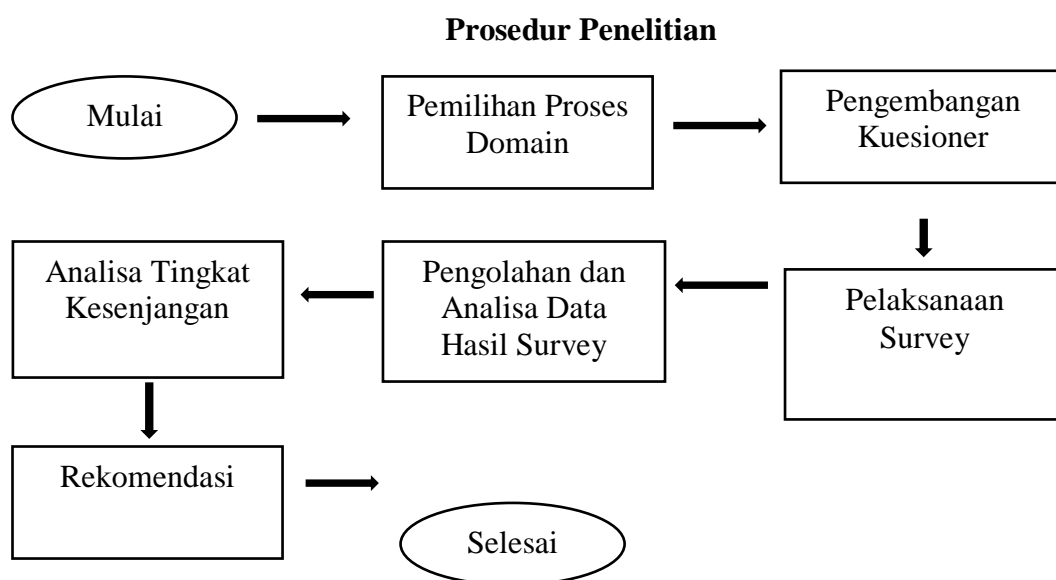 Prosedur Penelitian
Mulai
Pemilihan Proses
Domain
Pengembangan
Kuesioner
Pelaksanaan
Survey
Pengolahan dan
Analisa Data
Hasil Survey
Analisa Tingkat
Kesenjangan
Rekomendasi
Selesai